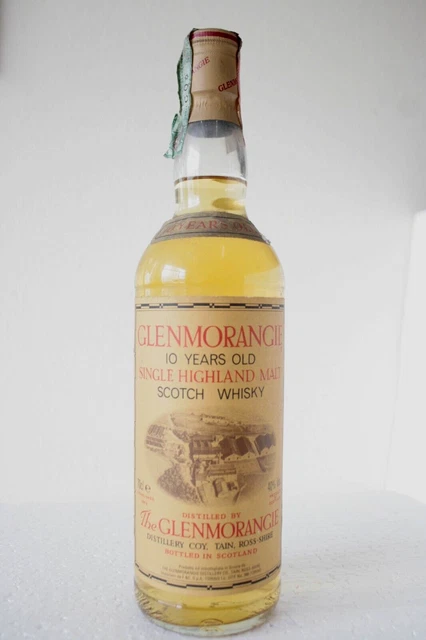 GLENMORANGIE
10 YEARS OLD
SINGLE HIGHLAND MALT
SCOTCH WHISKY
70cl e
DISTILLED BY
The GLENMORANGIE
DISTILLERY COY, TAIN, ROSS-SHIRE
BOTTLED IN SCOTLAND